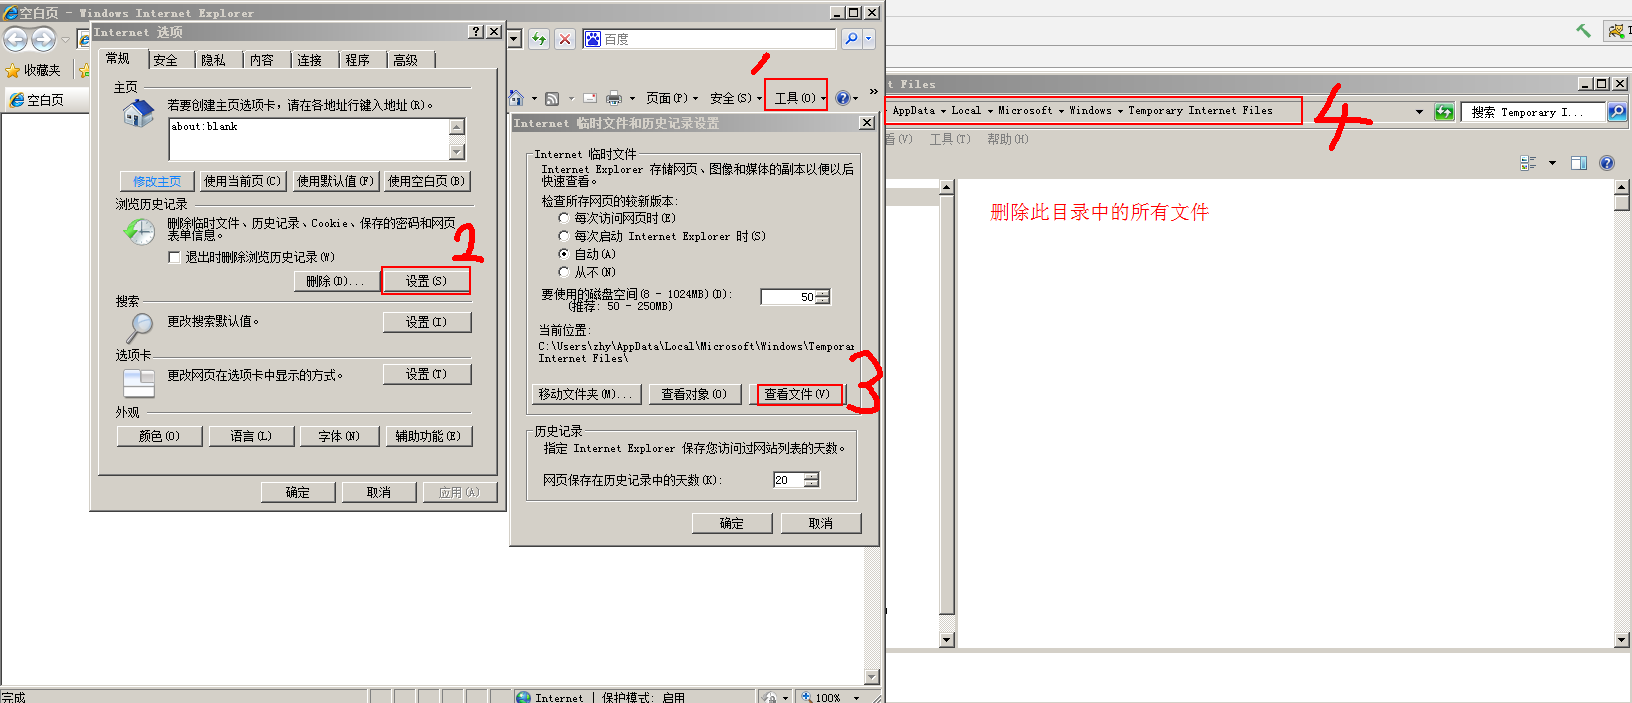 空白页 - Windows Internet Explorer
Internet 选项
常规 安全 隐私 内容 连接 程序 高级
主页
若要创建主页选项卡，请在各地址行键入地址(R)。
about:blank
修改主页 使用当前页(C) 使用默认值(F) 使用空白页(B)
浏览历史记录
删除临时文件、历史记录、Cookie、保存的密码和网页
表单信息。
退出时删除浏览历史记录(W)
删除(D)... 设置(S)
2
搜索
更改搜索默认值。 设置(I)
选项卡
更改网页在选项卡中显示的方式。 设置(T)
外观
颜色(O) 语言(L) 字体(N) 辅助功能(E)
确定 取消 应用(A)
收藏夹
空白页
百度
1
页面(P) 安全(S) 工具(O) »
Internet 临时文件和历史记录设置
Internet 临时文件
Internet Explorer 存储网页、图像和媒体的副本以便以后
快速查看。
检查所存网页的较新版本:
每次访问网页时(E)
每次启动 Internet Explorer 时(S)
自动(A)
从不(N)
要使用的磁盘空间(8 - 1024MB)(D): 50
(推荐: 50 - 250MB)
当前位置:
C:\Users\zhy\AppData\Local\Microsoft\Windows\Temporar
Internet Files\
移动文件夹(M)... 查看对象(O) 查看文件(V)
3
历史记录
指定 Internet Explorer 保存您访问过网站列表的天数。
网页保存在历史记录中的天数(K): 20
确定 取消
完成 Internet | 保护模式: 启用 100%
t Files
AppData Local Microsoft Windows Temporary Internet Files
4
搜索 Temporary I...
看(V) 工具(T) 帮助(H)
删除此目录中的所有文件